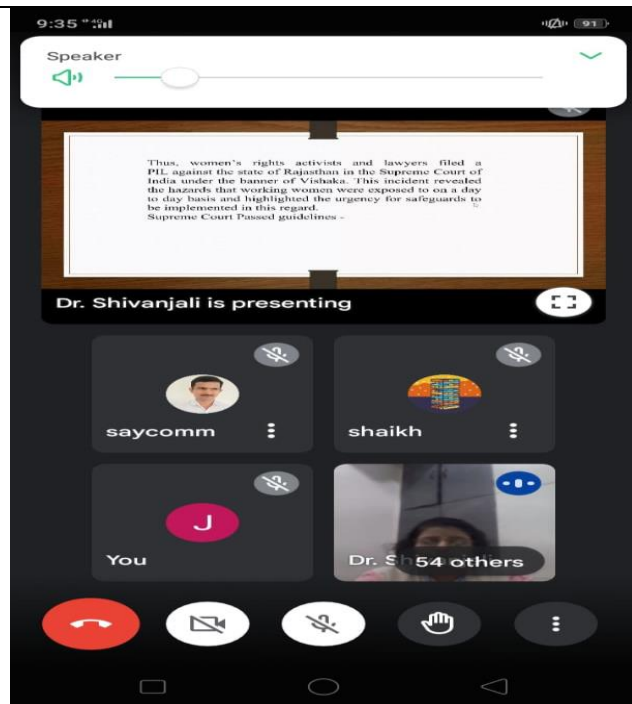 9:35
91
Speaker
Thus, women's rights activists and lawyers filed a
PIL against the state of Rajasthan in the Supreme Court of
India under the banner of Vishaka. This incident revealed
the hazards that working women were exposed to on a day
to day basis and highlighted the urgency for safeguards to
be implemented in this regard.
Supreme Court Passed guidelines -
Dr. Shivanjali is presenting
saycomm
shaikh
J
You
Dr. S
54 others